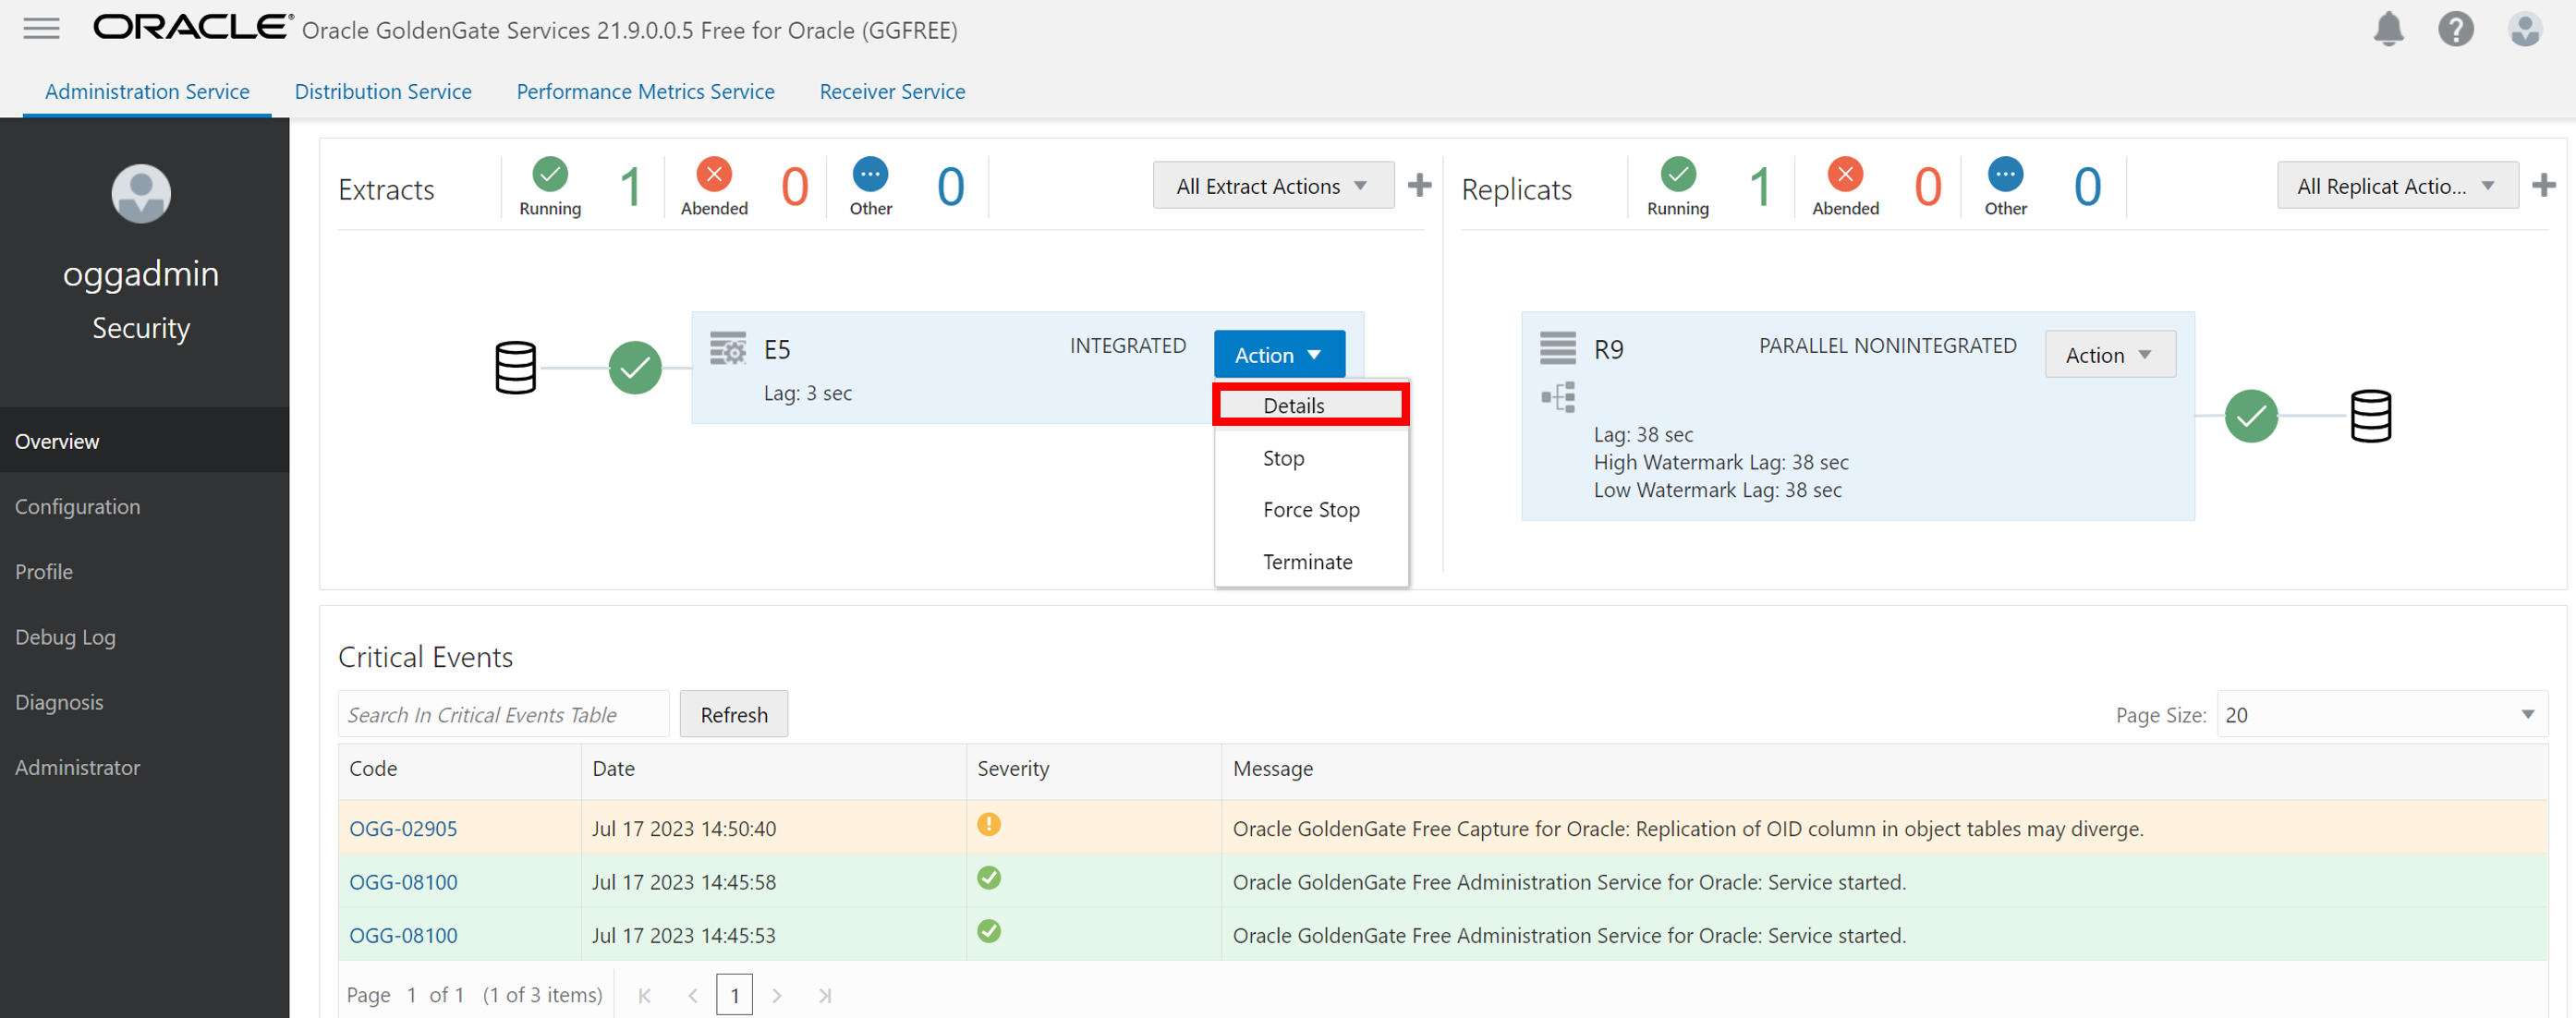 ORACLE® Oracle GoldenGate Services 21.9.0.0.5 Free for Oracle (GGFREE)
Administration Service Distribution Service Performance Metrics Service Receiver Service
oggadmin
Security
Overview
Configuration
Profile
Debug Log
Diagnosis
Administrator
Extracts Running 1 Abended 0 Other 0 All Extract Actions
E5 INTEGRATED Action
Lag: 3 sec
Details
Stop
Force Stop
Terminate
Replicats Running 1 Abended 0 Other 0 All Replicat Actio...
R9 PARALLEL NONINTEGRATED Action
Lag: 38 sec
High Watermark Lag: 38 sec
Low Watermark Lag: 38 sec
Critical Events
Search In Critical Events Table Refresh Page Size: 20
Code Date Severity Message
OGG-02905 Jul 17 2023 14:50:40 Oracle GoldenGate Free Capture for Oracle: Replication of OID column in object tables may diverge.
OGG-08100 Jul 17 2023 14:45:58 Oracle GoldenGate Free Administration Service for Oracle: Service started.
OGG-08100 Jul 17 2023 14:45:53 Oracle GoldenGate Free Administration Service for Oracle: Service started.
Page 1 of 1 (1 of 3 items) 1